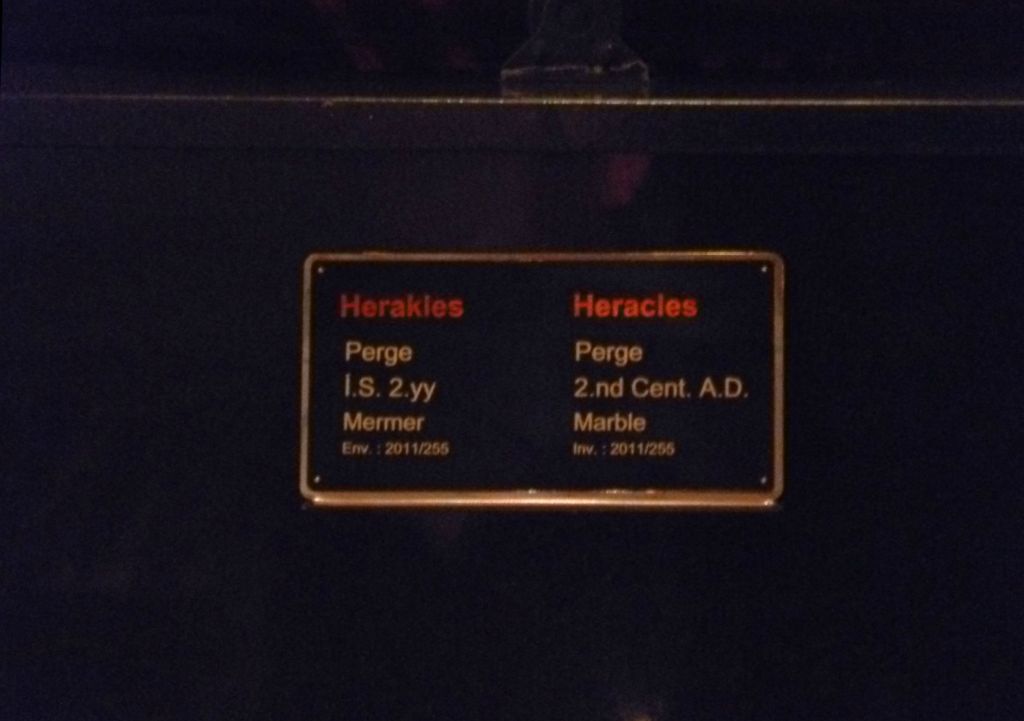 Herakles
Perge
İ.S. 2.yy
Mermer
Env. : 2011/255
Heracles
Perge
2.nd Cent. A.D.
Marble
Inv. : 2011/255